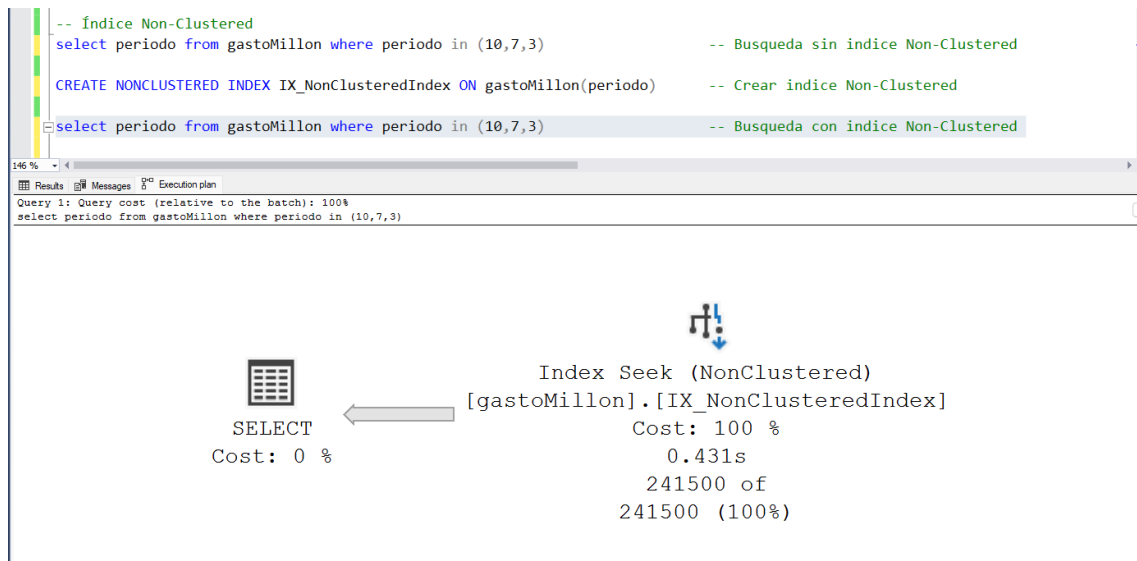 -- Índice Non-Clustered
select periodo from gastoMillon where periodo in (10,7,3) -- Busqueda sin indice Non-Clustered
CREATE NONCLUSTERED INDEX IX_NonClusteredIndex ON gastoMillon(periodo) -- Crear indice Non-Clustered
select periodo from gastoMillon where periodo in (10,7,3) -- Busqueda con indice Non-Clustered
146 %
Results Messages Execution plan
Query 1: Query cost (relative to the batch): 100%
select periodo from gastoMillon where periodo in (10,7,3)
Index Seek (NonClustered)
[gastoMillon].[IX_NonClusteredIndex]
Cost: 100 %
0.431s
241500 of
241500 (100%)
SELECT
Cost: 0 %